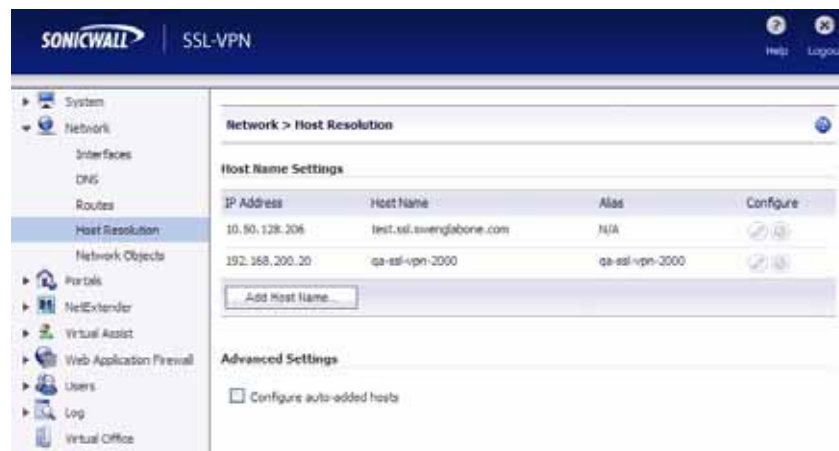 SONICWALL
SSL-VPN
Help
Logou
System
Network
Interfaces
DNS
Routes
Host Resolution
Network Objects
Portals
NetExtender
Virtual Assist
Web Application Firewall
Users
Log
Virtual Office
Network > Host Resolution
Host Name Settings
IP Address Host Name Alias Configure
10.50.128.206 test.ssl.swenglabone.com N/A
192.168.200.20 qa-ssl-vpn-2000 qa-ssl-vpn-2000
Add Host Name...
Advanced Settings
Configure auto-added hosts